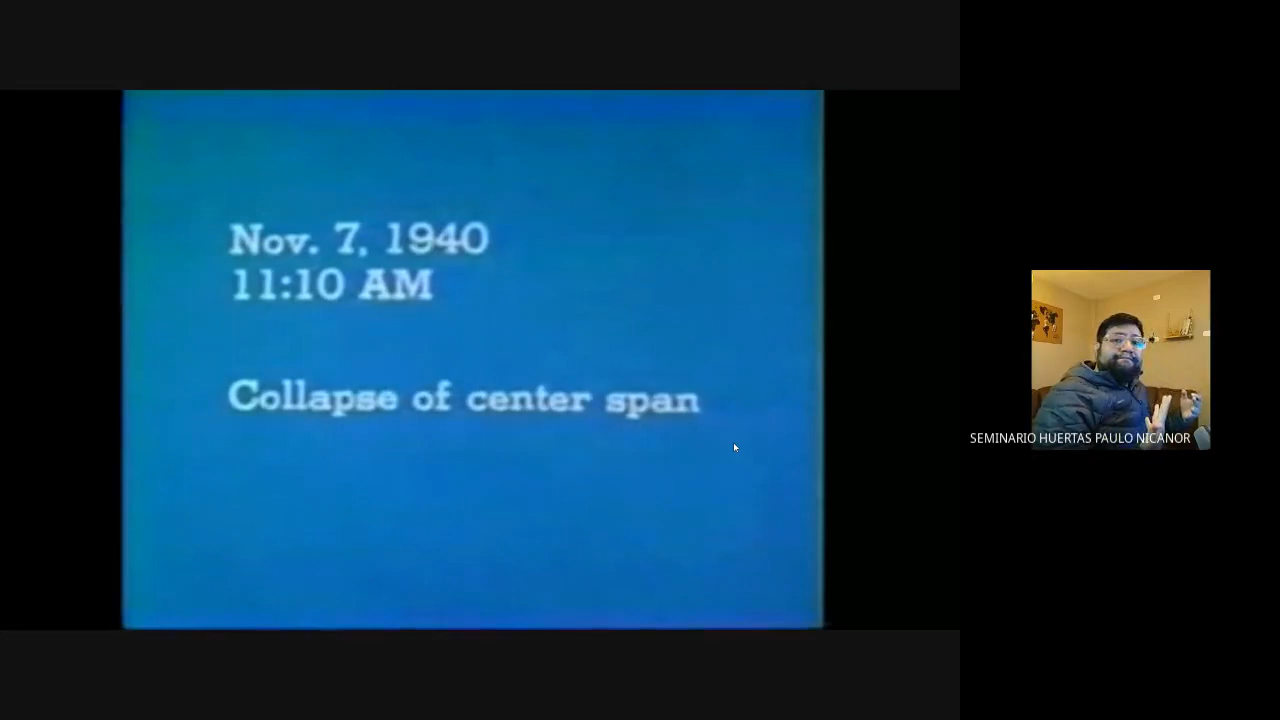 Nov. 7, 1940
11:10 AM
Collapse of center span
SEMINARIO HUERTAS PAULO NICANOR